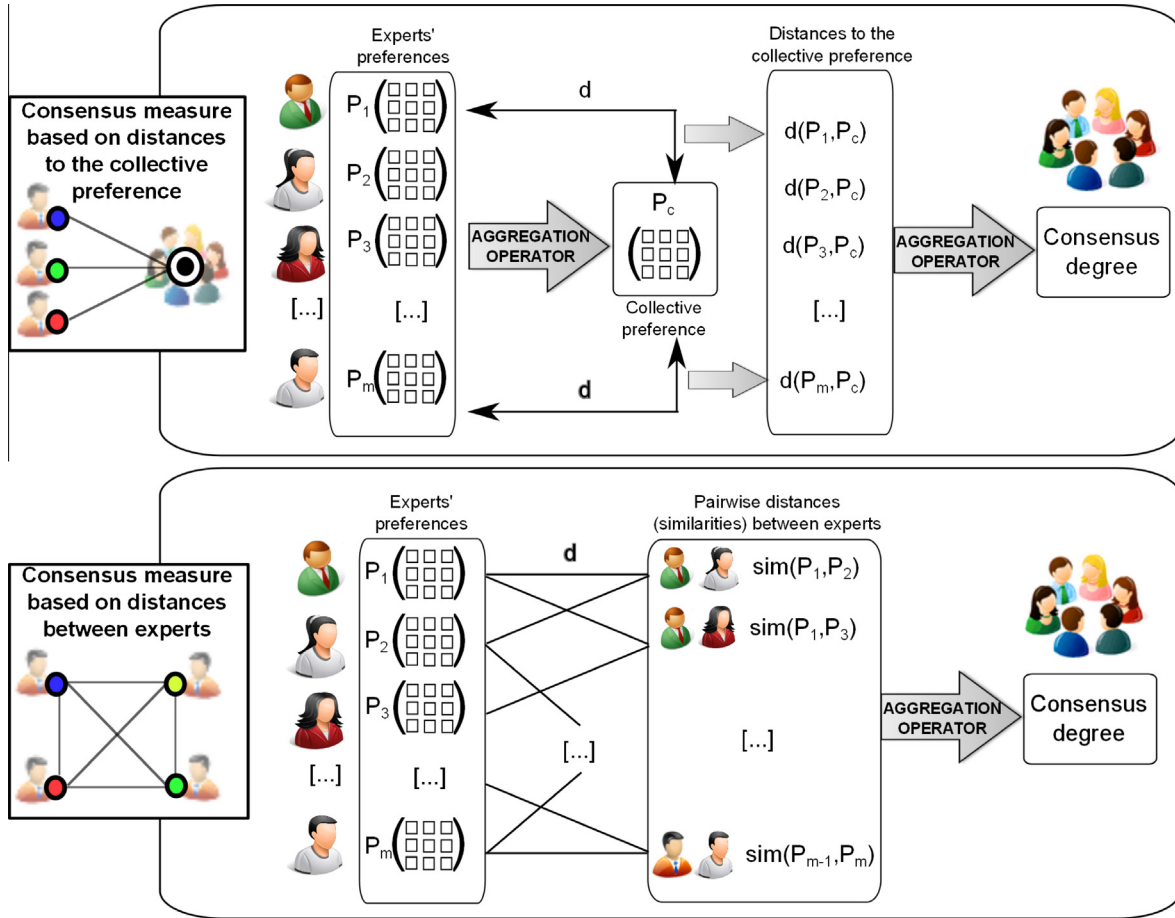 Consensus measure
based on distances
to the collective
preference
Experts'
preferences
P1
P2
P3
[...]
[...]
Pm
d
d
AGGREGATION
OPERATOR
Pc
Collective
preference
Distances to the
collective preference
d(P1,Pc)
d(P2,Pc)
d(P3,Pc)
[...]
d(Pm,Pc)
AGGREGATION
OPERATOR
Consensus
degree
Consensus measure
based on distances
between experts
Experts'
preferences
P1
P2
P3
[...]
[...]
Pm
d
[...]
Pairwise distances
(similarities) between experts
sim(P1,P2)
sim(P1,P3)
[...]
sim(Pm-1,Pm)
AGGREGATION
OPERATOR
Consensus
degree